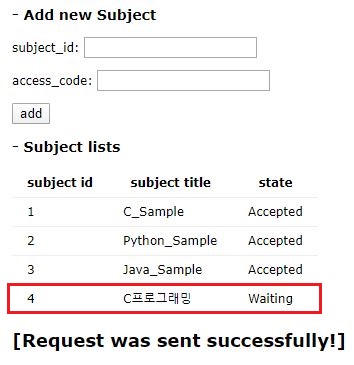 - Add new Subject
subject_id:
access_code:
add
- Subject lists
subject id subject title state
1 C_Sample Accepted
2 Python_Sample Accepted
3 Java_Sample Accepted
4 C프로그래밍 Waiting
[Request was sent successfully!]